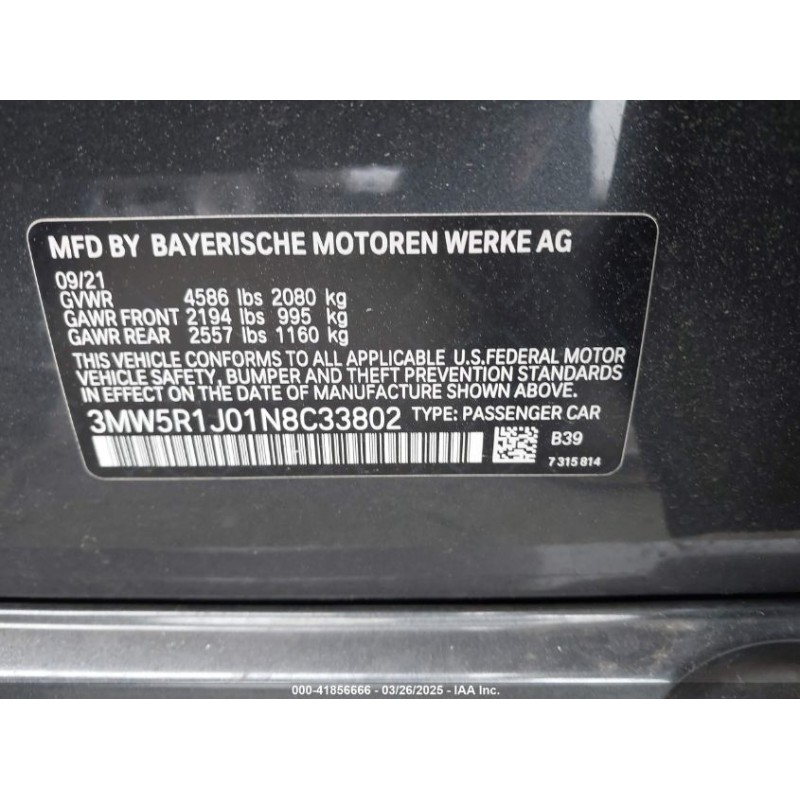 MFD BY BAYERISCHE MOTOREN WERKE AG
09/21
GVWR 4586 lbs 2080 kg
GAWR FRONT 2194 lbs 995 kg
GAWR REAR 2557 lbs 1160 kg
THIS VEHICLE CONFORMS TO ALL APPLICABLE U.S.FEDERAL MOTOR
VEHICLE SAFETY, BUMPER AND THEFT PREVENTION STANDARDS
IN EFFECT ON THE DATE OF MANUFACTURE SHOWN ABOVE.
3MW5R1J01N8C33802 TYPE: PASSENGER CAR
B39
7 315 814
000-41856666 - 03/26/2025 - IAA Inc.